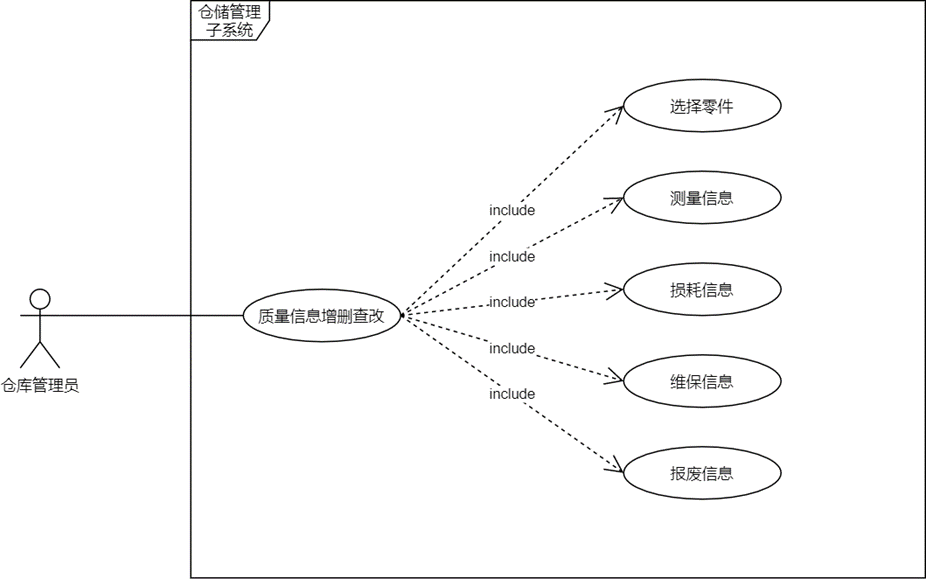 仓储管理
子系统
选择零件
include
测量信息
include
损耗信息
include
质量信息增删查改
include
维保信息
仓库管理员
include
报废信息